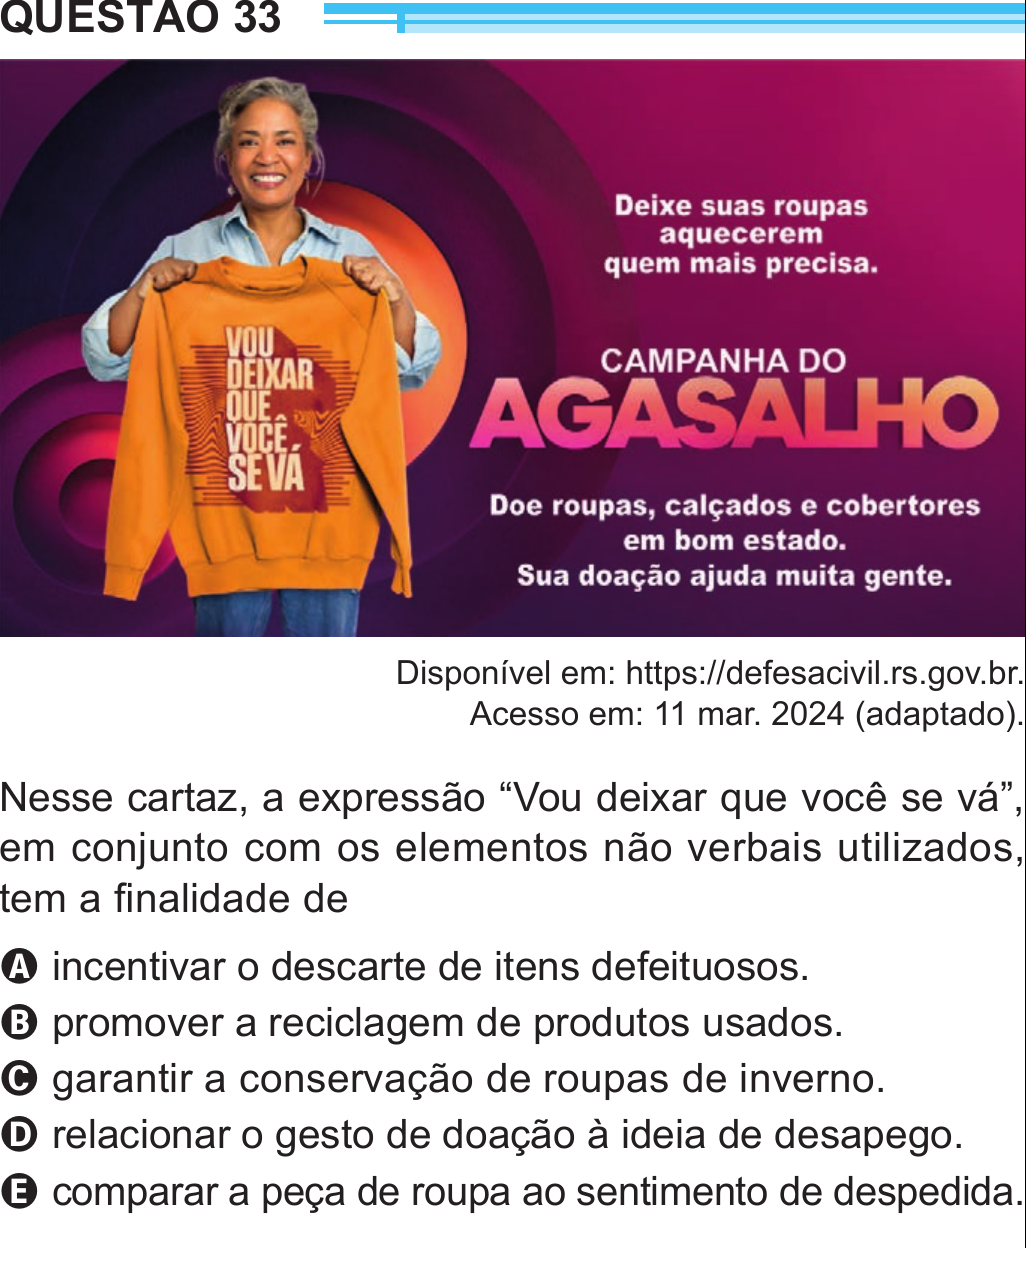 QUESTÃO 33
VOU
DEIXAR
QUE
VOCÊ
SE VÁ
Deixe suas roupas
aquecerem
quem mais precisa.
CAMPANHA DO
AGASALHO
Doe roupas, calçados e cobertores
em bom estado.
Sua doação ajuda muita gente.
Disponível em: https://defesacivil.rs.gov.br.
Acesso em: 11 mar. 2024 (adaptado).
Nesse cartaz, a expressão “Vou deixar que você se vá”,
em conjunto com os elementos não verbais utilizados,
tem a finalidade de
A incentivar o descarte de itens defeituosos.
B promover a reciclagem de produtos usados.
C garantir a conservação de roupas de inverno.
D relacionar o gesto de doação à ideia de desapego.
E comparar a peça de roupa ao sentimento de despedida.